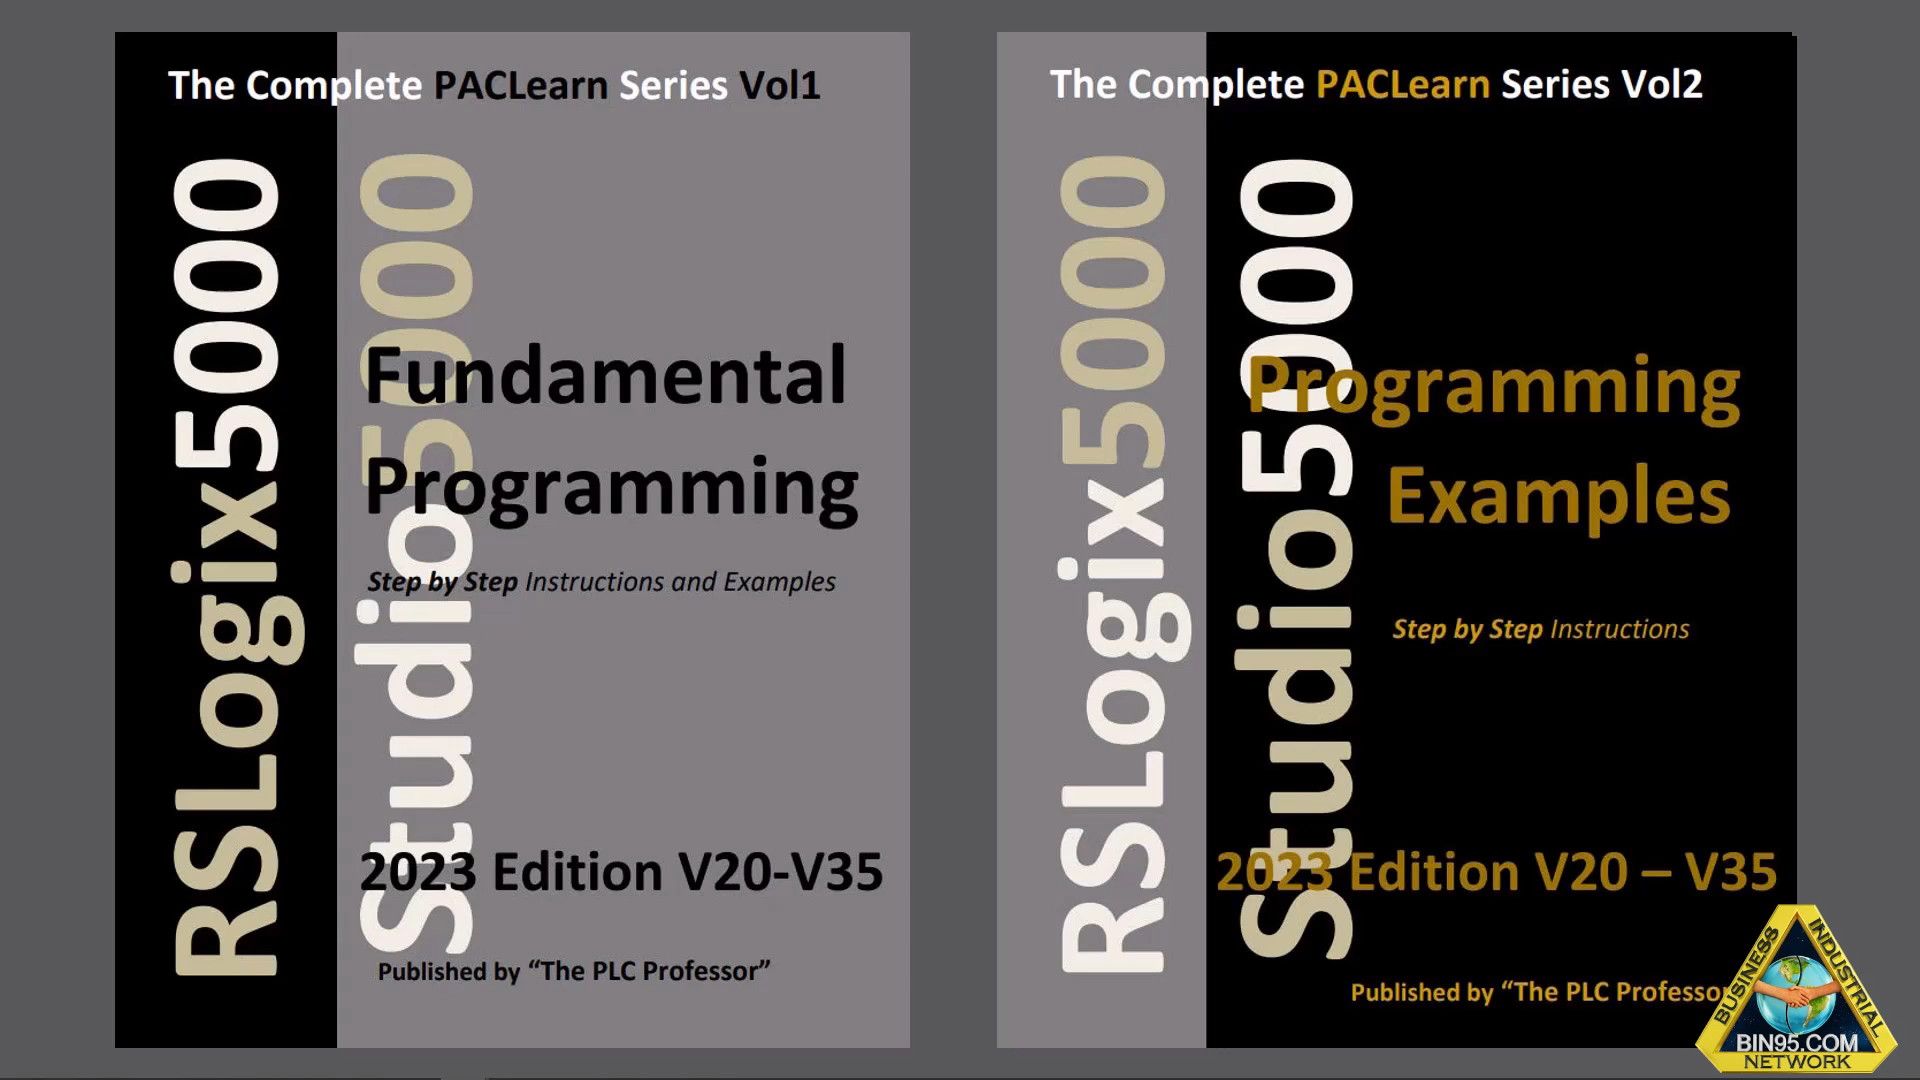 The Complete PACLearn Series Vol1
RSLogix5000
Studio5000
Fundamental
Programming
Step by Step Instructions and Examples
2023 Edition V20-V35
Published by “The PLC Professor”
The Complete PACLearn Series Vol2
RSLogix5000
Studio5000
Programming
Examples
Step by Step Instructions
2023 Edition V20 – V35
Published by “The PLC Professor
BUSINESS
INDUSTRIAL
BIN95.COM
NETWORK